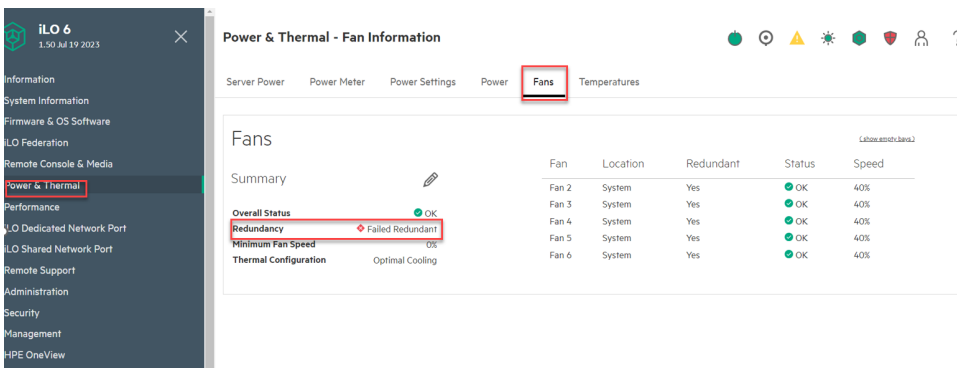 iLO 6
1.50 Jul 19 2023
Information
System Information
Firmware & OS Software
iLO Federation
Remote Console & Media
Power & Thermal
Performance
iLO Dedicated Network Port
iLO Shared Network Port
Remote Support
Administration
Security
Management
HPE OneView
Power & Thermal - Fan Information
?
Server Power Power Meter Power Settings Power Fans Temperatures
Fans
(show empty bays)
Summary
Overall Status OK
Redundancy Failed Redundant
Minimum Fan Speed 0%
Thermal Configuration Optimal Cooling
Fan Location Redundant Status Speed
Fan 2 System Yes OK 40%
Fan 3 System Yes OK 40%
Fan 4 System Yes OK 40%
Fan 5 System Yes OK 40%
Fan 6 System Yes OK 40%